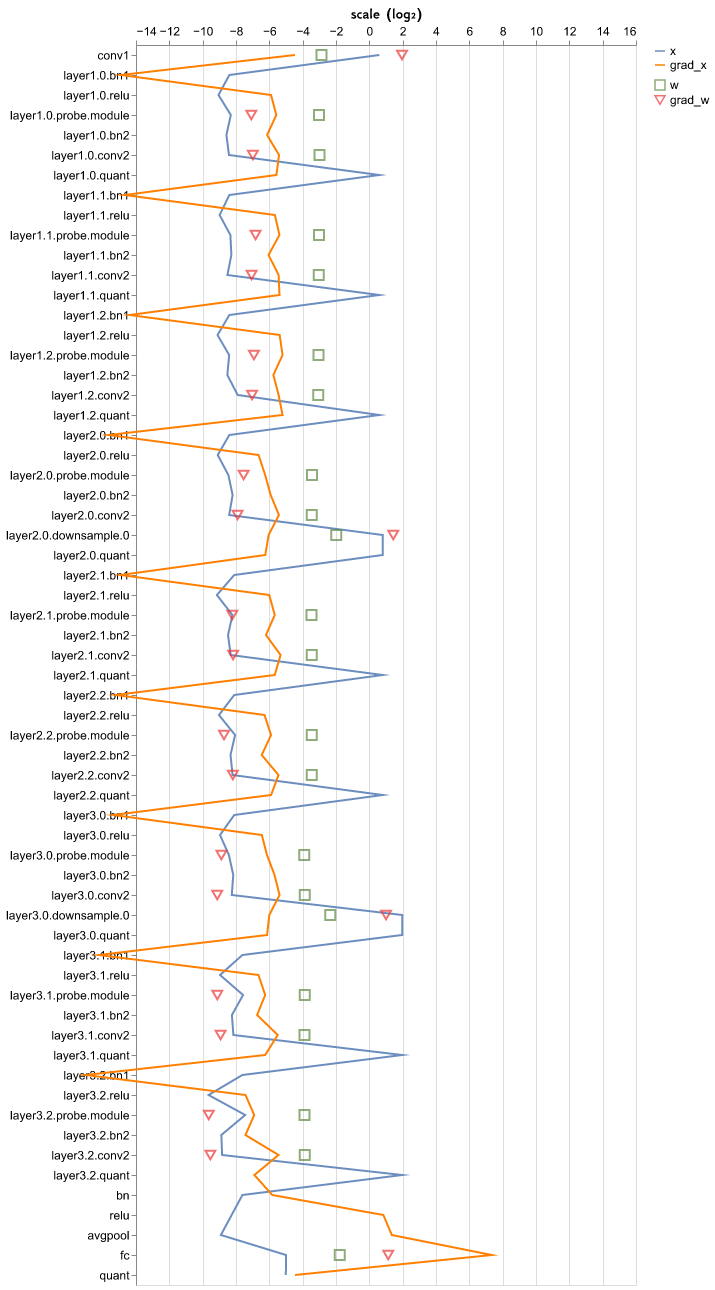 scale (log₂)
−14 −12 −10 −8 −6 −4 −2 0 2 4 6 8 10 12 14 16
x
grad_x
w
grad_w
conv1
layer1.0.bn1
layer1.0.relu
layer1.0.probe.module
layer1.0.bn2
layer1.0.conv2
layer1.0.quant
layer1.1.bn1
layer1.1.relu
layer1.1.probe.module
layer1.1.bn2
layer1.1.conv2
layer1.1.quant
layer1.2.bn1
layer1.2.relu
layer1.2.probe.module
layer1.2.bn2
layer1.2.conv2
layer1.2.quant
layer2.0.bn1
layer2.0.relu
layer2.0.probe.module
layer2.0.bn2
layer2.0.conv2
layer2.0.downsample.0
layer2.0.quant
layer2.1.bn1
layer2.1.relu
layer2.1.probe.module
layer2.1.bn2
layer2.1.conv2
layer2.1.quant
layer2.2.bn1
layer2.2.relu
layer2.2.probe.module
layer2.2.bn2
layer2.2.conv2
layer2.2.quant
layer3.0.bn1
layer3.0.relu
layer3.0.probe.module
layer3.0.bn2
layer3.0.conv2
layer3.0.downsample.0
layer3.0.quant
layer3.1.bn1
layer3.1.relu
layer3.1.probe.module
layer3.1.bn2
layer3.1.conv2
layer3.1.quant
layer3.2.bn1
layer3.2.relu
layer3.2.probe.module
layer3.2.bn2
layer3.2.conv2
layer3.2.quant
bn
relu
avgpool
fc
quant